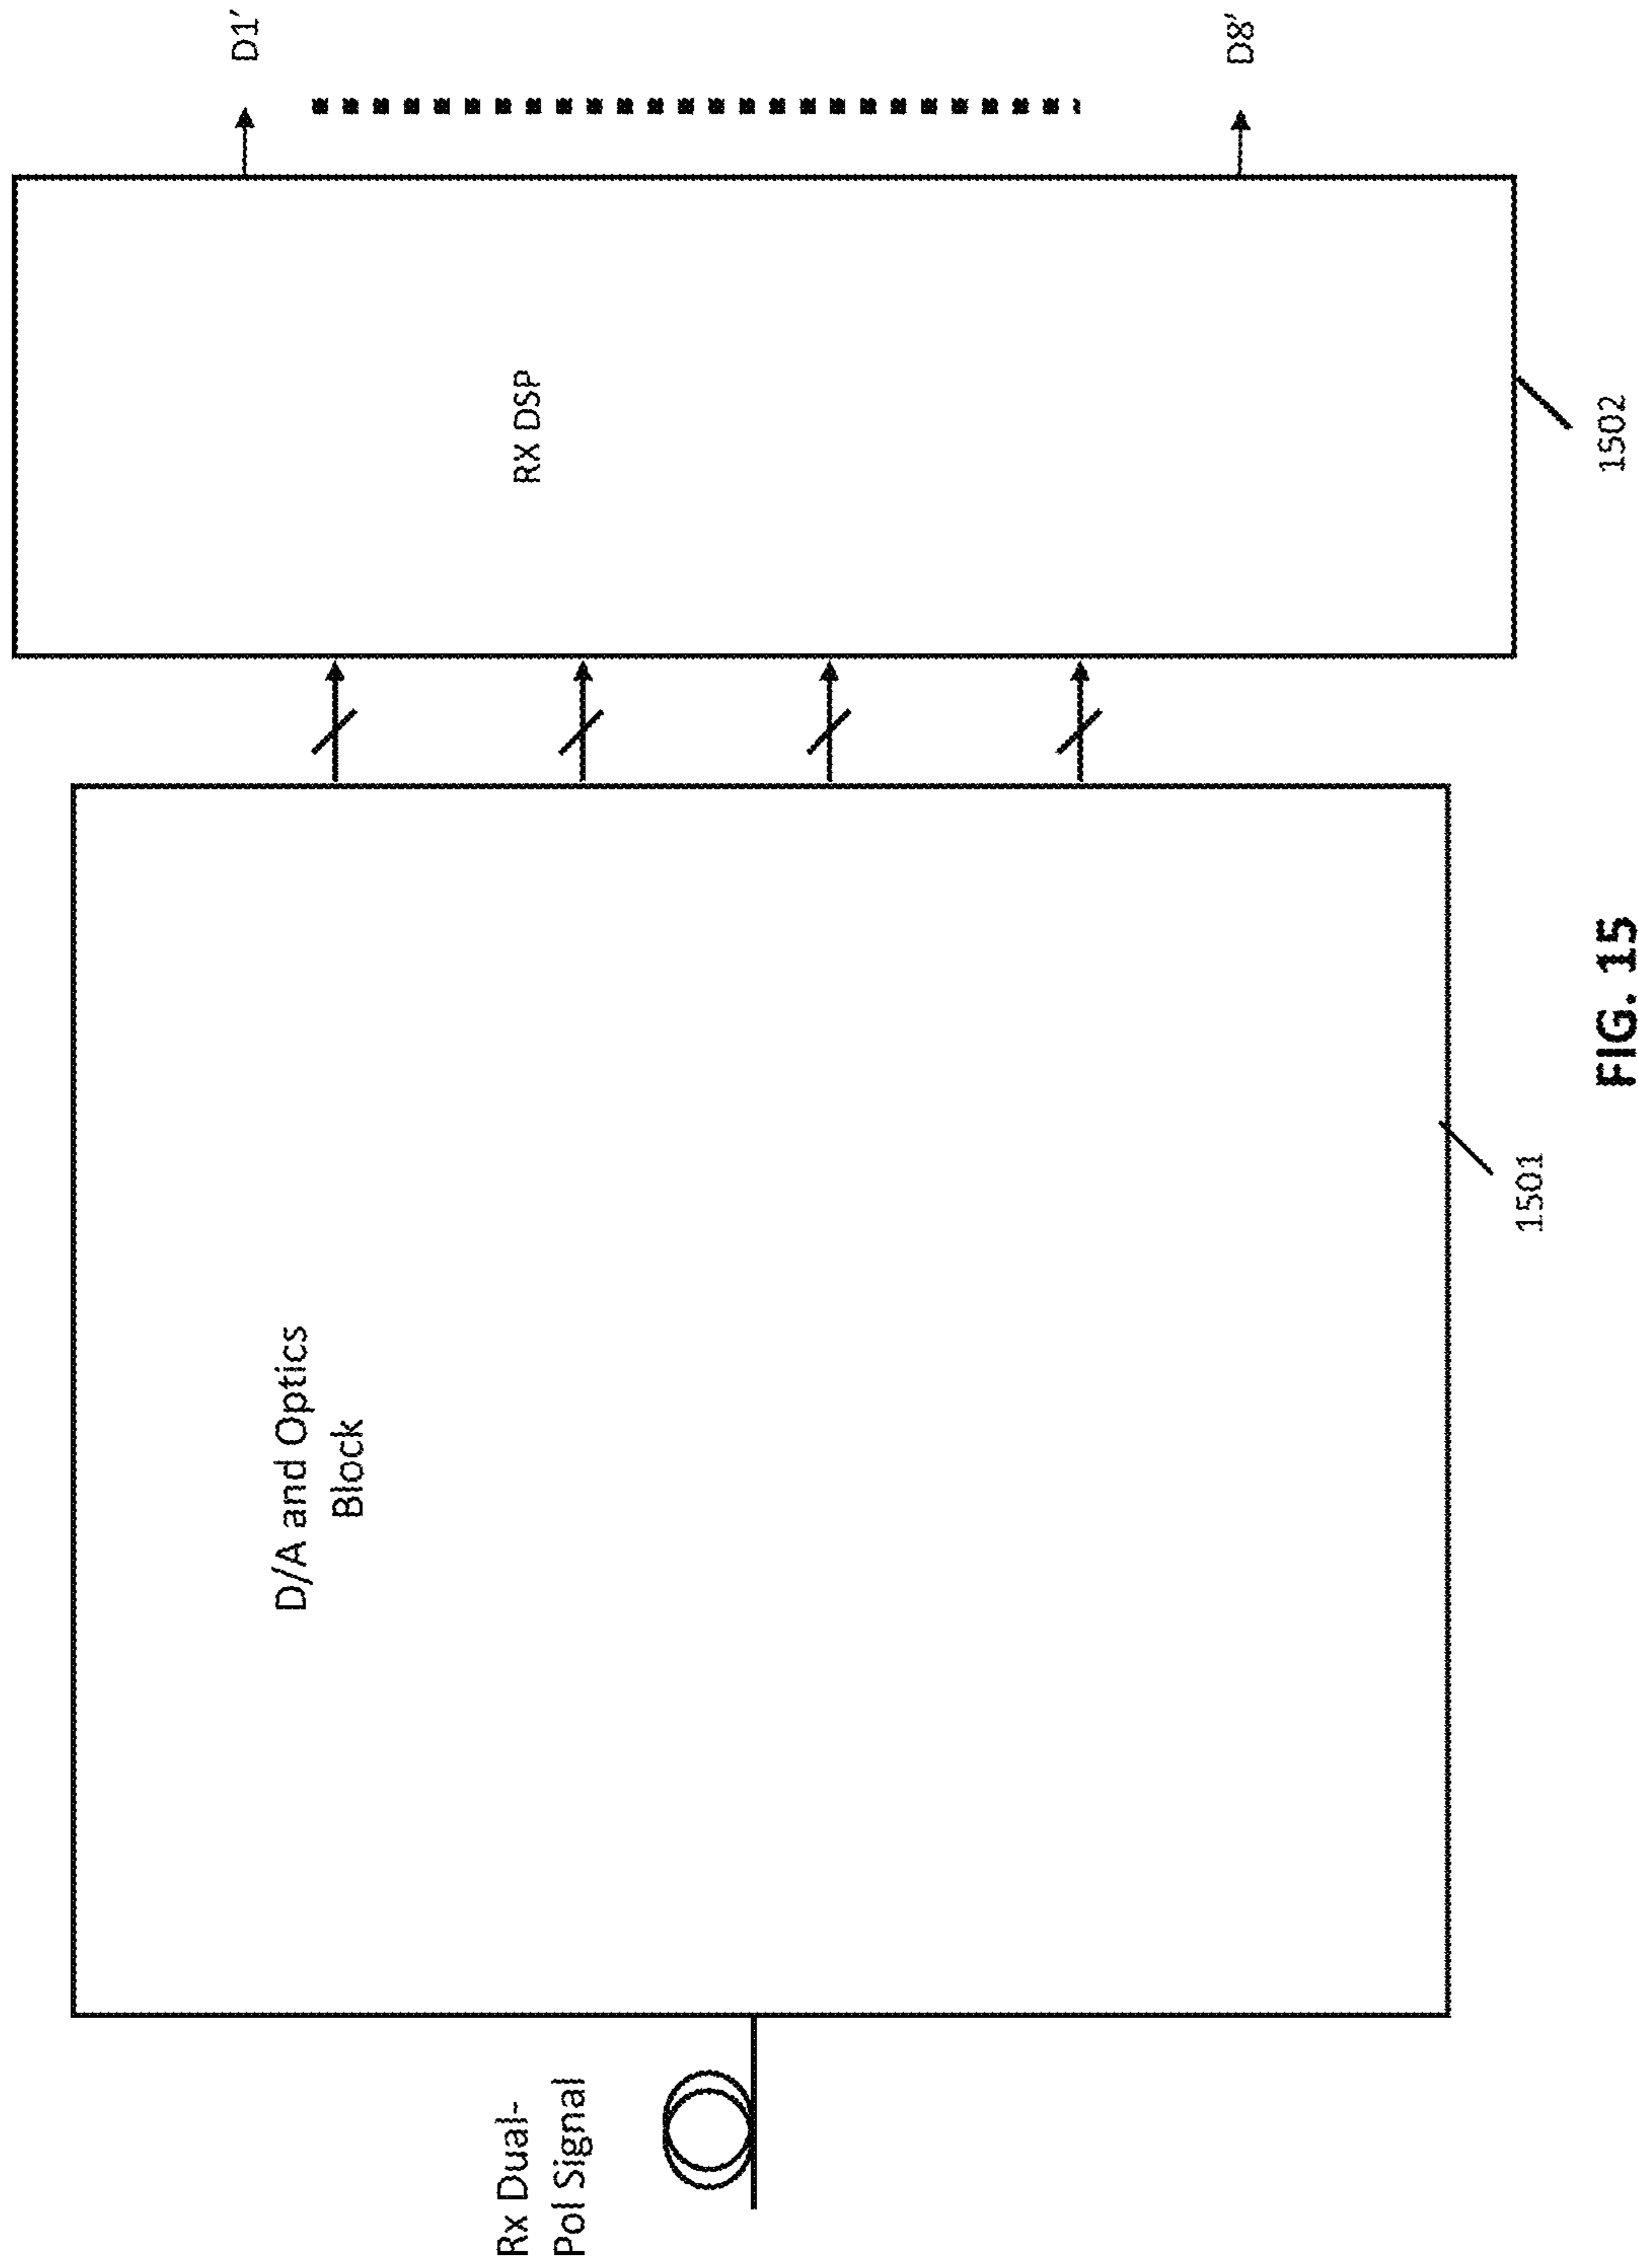 Rx Dual-
Pol Signal
D/A and Optics
Block
1501
RX DSP
1502
D1′
D8′
FIG. 15